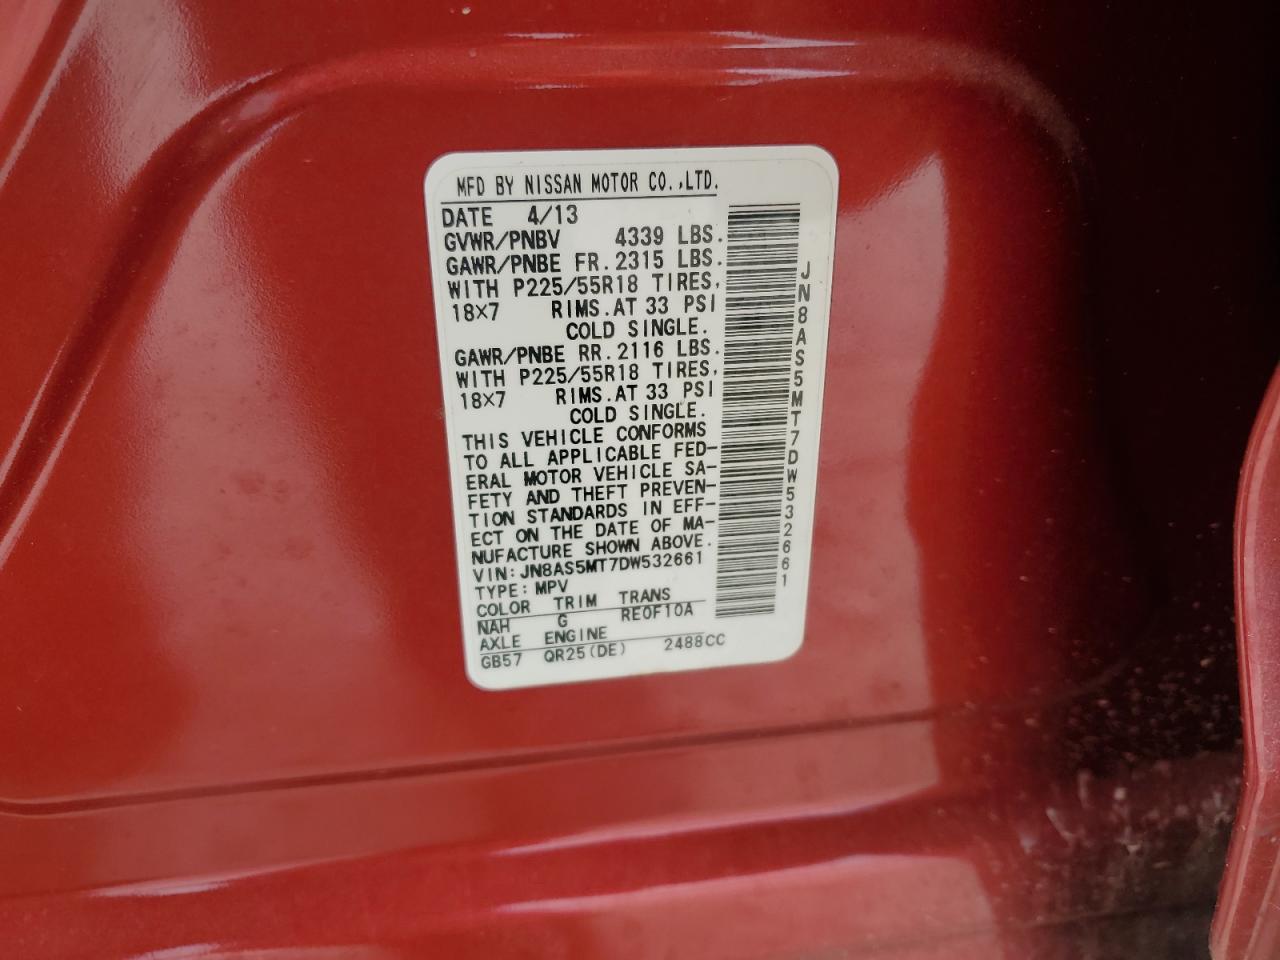 MFD BY NISSAN MOTOR CO.,LTD.
DATE 4/13
GVWR/PNBV 4339 LBS.
GAWR/PNBE FR.2315 LBS.
WITH P225/55R18 TIRES,
18×7 RIMS.AT 33 PSI
COLD SINGLE.
GAWR/PNBE RR.2116 LBS.
WITH P225/55R18 TIRES,
18×7 RIMS.AT 33 PSI
COLD SINGLE.
THIS VEHICLE CONFORMS
TO ALL APPLICABLE FED-
ERAL MOTOR VEHICLE SA-
FETY AND THEFT PREVEN-
TION STANDARDS IN EFF-
ECT ON THE DATE OF MA-
NUFACTURE SHOWN ABOVE.
VIN:JN8AS5MT7DW532661
TYPE:MPV
COLOR TRIM TRANS
NAH G RE0F10A
AXLE ENGINE
GB57 QR25(DE) 2488CC
JN8AS5MT7DW532661